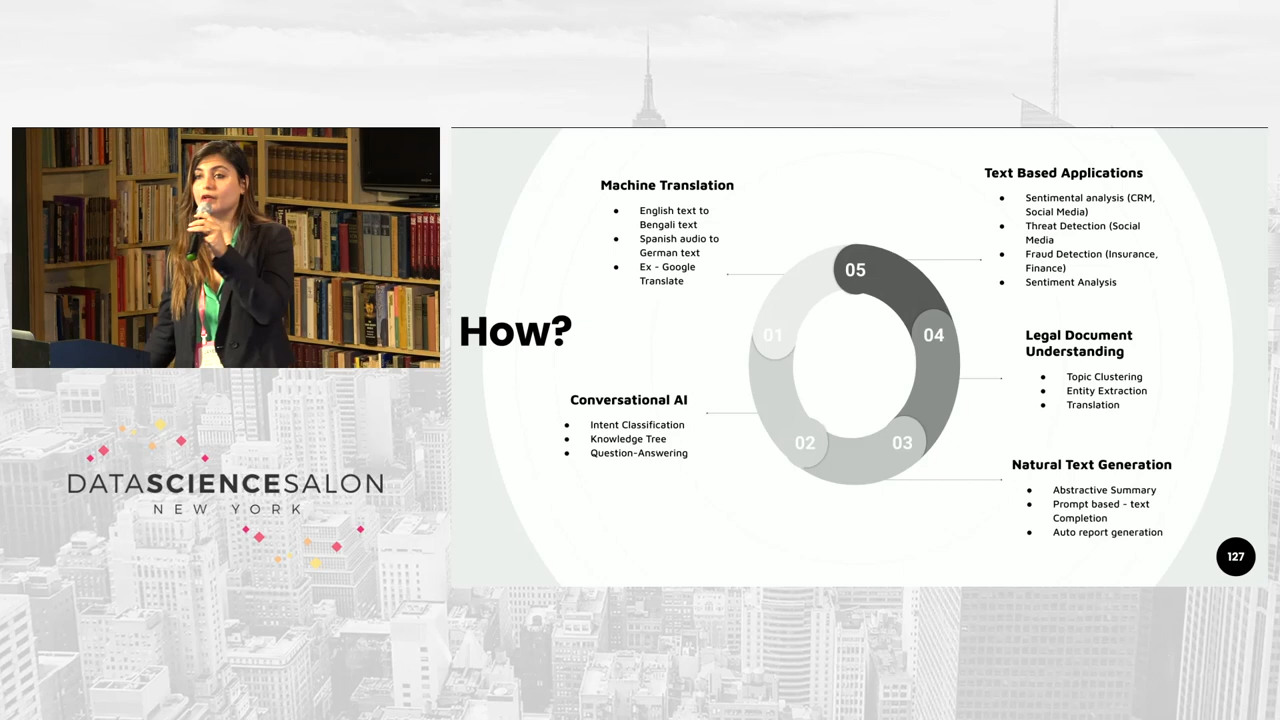 Machine Translation
● English text to
Bengali text
● Spanish audio to
German text
● Ex - Google
Translate
How?
Conversational AI
● Intent Classification
● Knowledge Tree
● Question-Answering
05
01
04
02
03
Text Based Applications
● Sentimental analysis (CRM,
Social Media)
● Threat Detection (Social
Media
● Fraud Detection (Insurance,
Finance)
● Sentiment Analysis
Legal Document
Understanding
● Topic Clustering
● Entity Extraction
● Translation
Natural Text Generation
● Abstractive Summary
● Prompt based - text
Completion
● Auto report generation
127
DATASCIENCESALON
NEW YORK